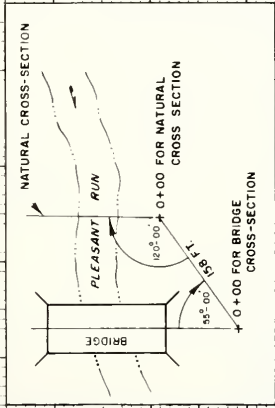 NATURAL CROSS-SECTION
PLEASANT RUN
BRIDGE
0+00 FOR NATURAL
CROSS SECTION
120°00'
158 FT.
55°00'
0+00 FOR BRIDGE
CROSS-SECTION